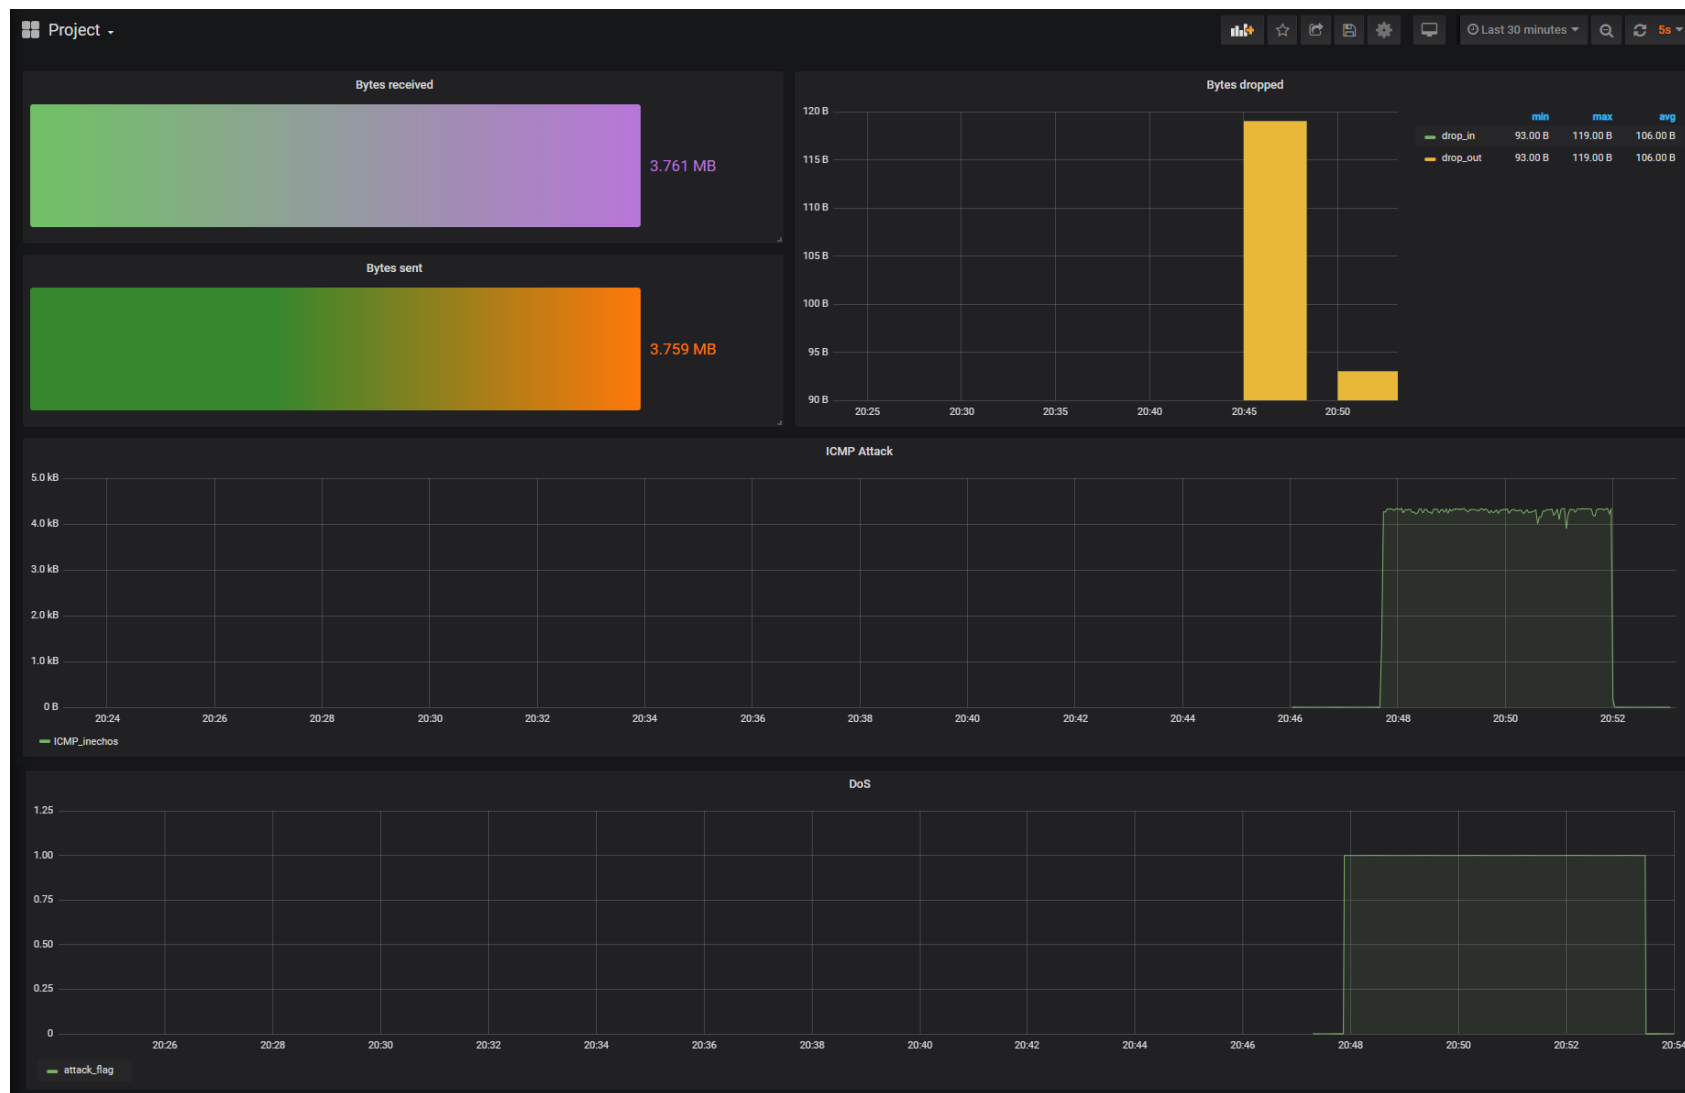 Project
Last 30 minutes
5s
Bytes received
3.761 MB
Bytes sent
3.759 MB
Bytes dropped
120 B
115 B
110 B
105 B
100 B
95 B
90 B
20:25 20:30 20:35 20:40 20:45 20:50
min max avg
drop_in 93.00 B 119.00 B 106.00 B
drop_out 93.00 B 119.00 B 106.00 B
ICMP Attack
5.0 kB
4.0 kB
3.0 kB
2.0 kB
1.0 kB
0 B
20:24 20:26 20:28 20:30 20:32 20:34 20:36 20:38 20:40 20:42 20:44 20:46 20:48 20:50 20:52
ICMP_inechos
DoS
1.25
1.00
0.75
0.50
0.25
0
20:26 20:28 20:30 20:32 20:34 20:36 20:38 20:40 20:42 20:44 20:46 20:48 20:50 20:52 20:54
attack_flag